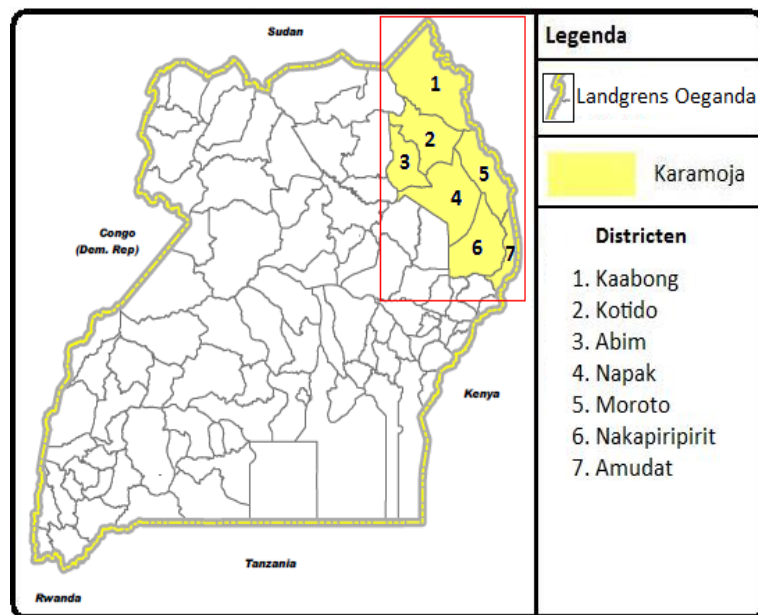 Sudan
Congo
(Dem. Rep)
Kenya
Tanzania
Rwanda
1
2
3
4
5
6
7
Legenda
Landgrens Oeganda
Karamoja
Districten
1. Kaabong
2. Kotido
3. Abim
4. Napak
5. Moroto
6. Nakapiripirit
7. Amudat